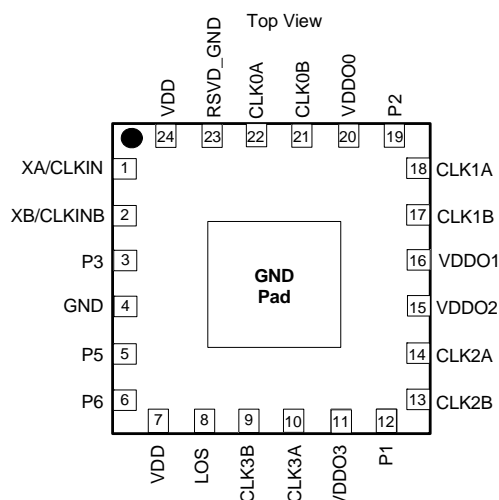 Top View
VDD
RSVD_GND
CLK0A
CLK0B
VDDO0
P2
24
23
22
21
20
19
XA/CLKIN
1
18
CLK1A
XB/CLKINB
2
17
CLK1B
P3
3
16
VDDO1
GND
4
15
VDDO2
P5
5
14
CLK2A
P6
6
13
CLK2B
GND
Pad
7
8
9
10
11
12
VDD
LOS
CLK3B
CLK3A
VDDO3
P1